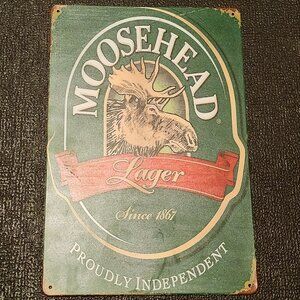 MOOSEHEAD®
Lager
Since 1867
PROUDLY INDEPENDENT